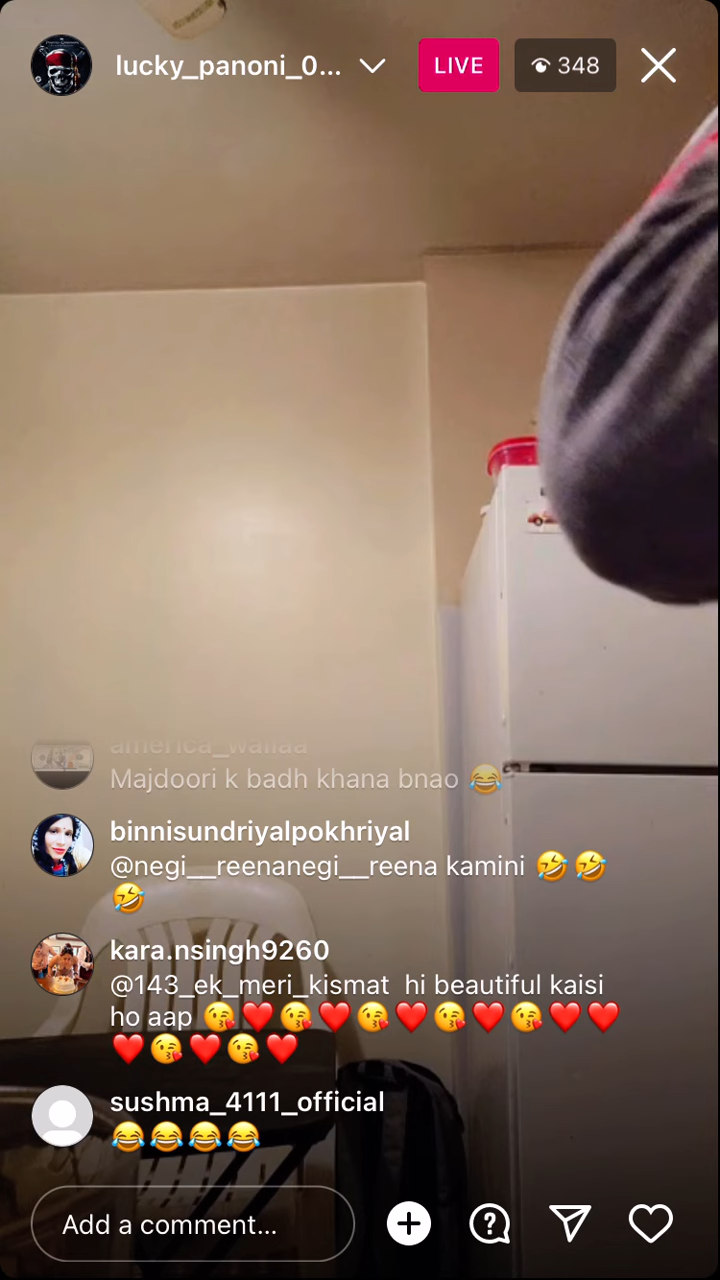 lucky_panoni_0...
LIVE
348
america_wallaa
Majdoori k badh khana bnao 😂
binnisundriyalpokhriyal
@negi__reenanegi__reena kamini 🤣🤣
🤣
kara.nsingh9260
@143_ek_meri_kismat hi beautiful kaisi
ho aap 😘❤️😘❤️😘❤️😘❤️😘❤️❤️
❤️😘❤️😘❤️
sushma_4111_official
😂😂😂😂
Add a comment...